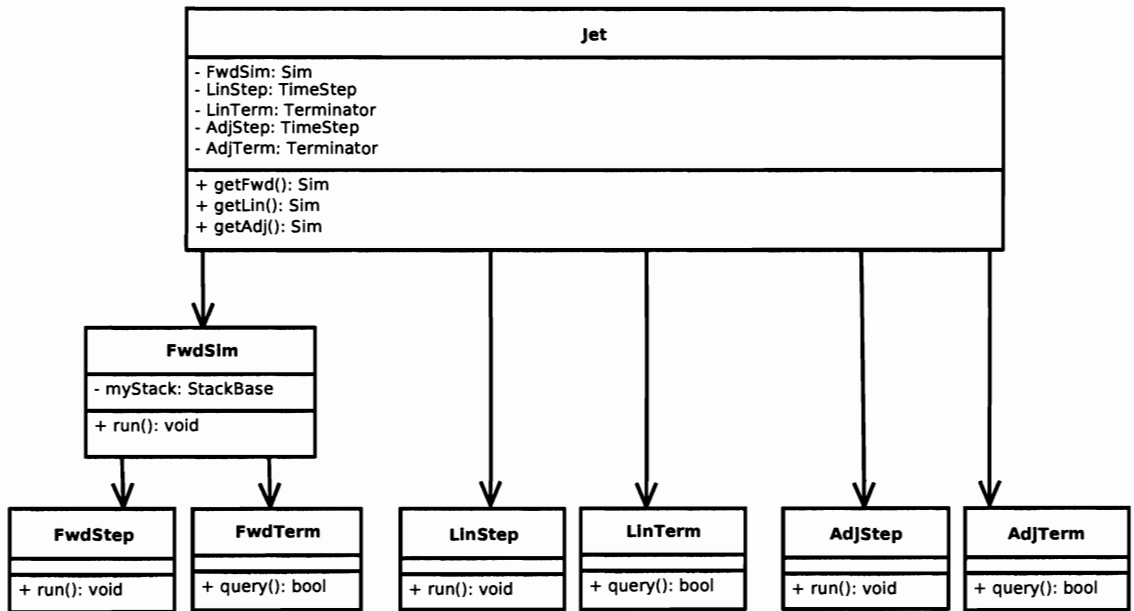 Jet
- FwdSim: Sim
- LinStep: TimeStep
- LinTerm: Terminator
- AdjStep: TimeStep
- AdjTerm: Terminator
+ getFwd(): Sim
+ getLin(): Sim
+ getAdj(): Sim
FwdSim
- myStack: StackBase
+ run(): void
FwdStep
+ run(): void
FwdTerm
+ query(): bool
LinStep
+ run(): void
LinTerm
+ query(): bool
AdjStep
+ run(): void
AdjTerm
+ query(): bool